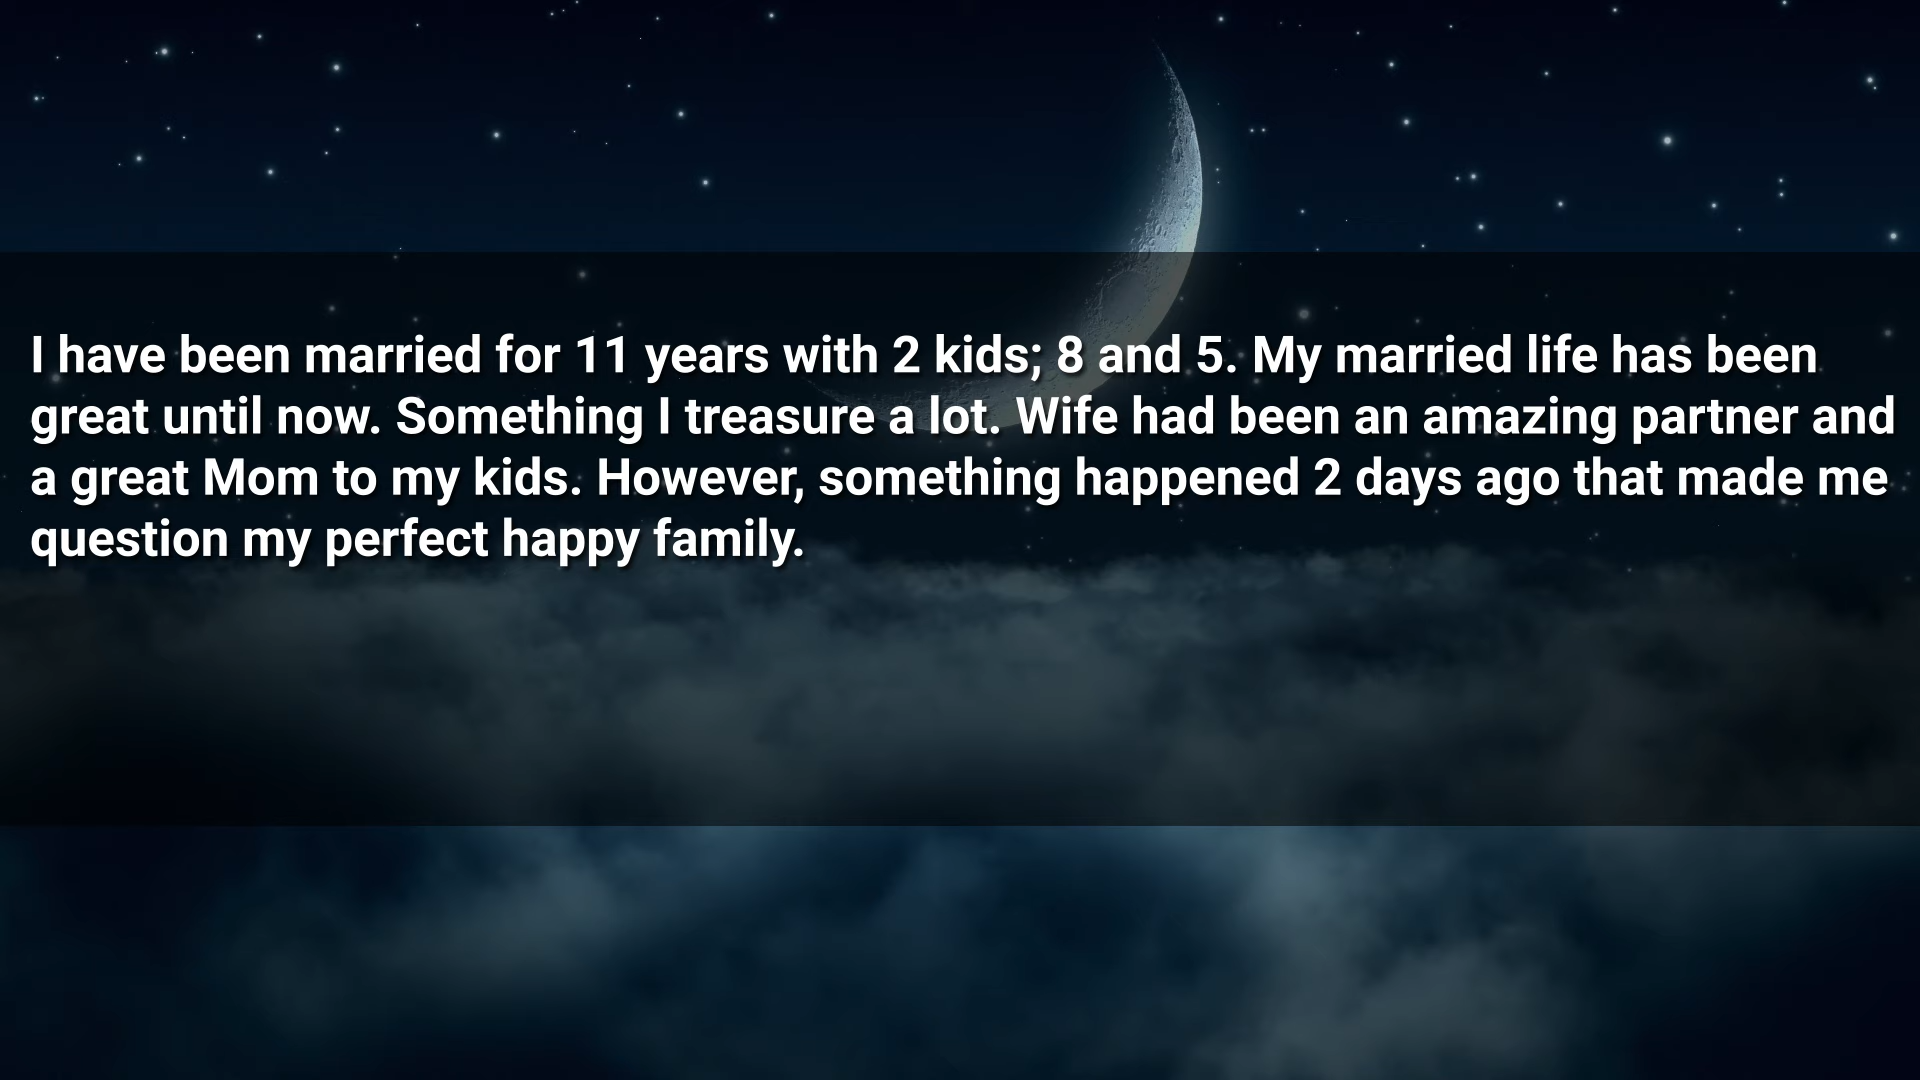 I have been married for 11 years with 2 kids; 8 and 5. My married life has been
great until now. Something I treasure a lot. Wife had been an amazing partner and
a great Mom to my kids. However, something happened 2 days ago that made me
question my perfect happy family.